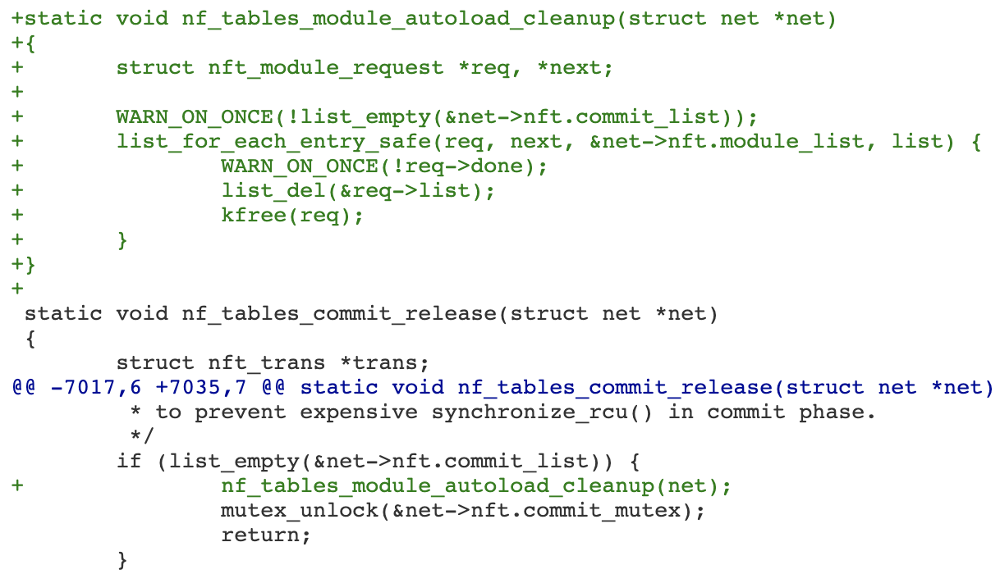 +static void nf_tables_module_autoload_cleanup(struct net *net)
+{
+       struct nft_module_request *req, *next;
+
+       WARN_ON_ONCE(!list_empty(&net->nft.commit_list));
+       list_for_each_entry_safe(req, next, &net->nft.module_list, list) {
+               WARN_ON_ONCE(!req->done);
+               list_del(&req->list);
+               kfree(req);
+       }
+}
+
 static void nf_tables_commit_release(struct net *net)
 {
        struct nft_trans *trans;
@@ -7017,6 +7035,7 @@ static void nf_tables_commit_release(struct net *net)
         * to prevent expensive synchronize_rcu() in commit phase.
         */
        if (list_empty(&net->nft.commit_list)) {
+               nf_tables_module_autoload_cleanup(net);
                mutex_unlock(&net->nft.commit_mutex);
                return;
        }